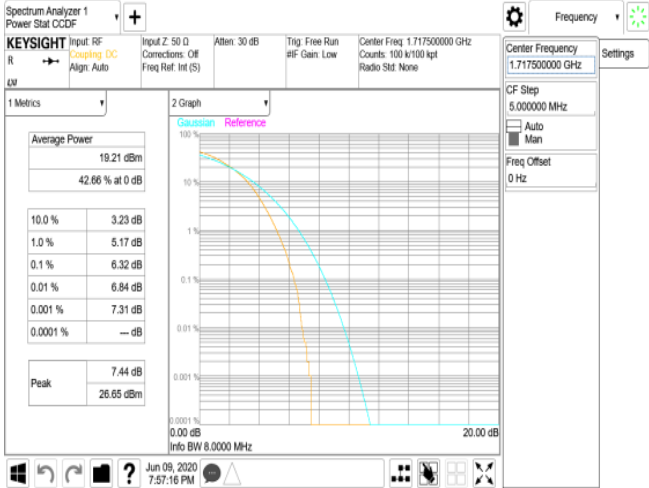 Spectrum Analyzer 1
Power Stat CCDF
Frequency
KEYSIGHT
R
Input: RF
Coupling: DC
Align: Auto
Input Z: 50 Ω
Corrections: Off
Freq Ref: Int (S)
Atten: 30 dB
Trig: Free Run
#IF Gain: Low
Center Freq: 1.717500000 GHz
Counts: 100 k/100 kpt
Radio Std: None
Center Frequency
1.717500000 GHz
Settings
CF Step
5.000000 MHz
Auto
Man
Freq Offset
0 Hz
1 Metrics
Average Power
19.21 dBm
42.66 % at 0 dB
10.0 % 3.23 dB
1.0 % 5.17 dB
0.1 % 6.32 dB
0.01 % 6.84 dB
0.001 % 7.31 dB
0.0001 % --- dB
Peak
7.44 dB
26.65 dBm
2 Graph
Gaussian Reference
100 %
10 %
1 %
0.1 %
0.01 %
0.001 %
0.0001 %
0.00 dB
20.00 dB
Info BW 8.0000 MHz
?
Jun 09, 2020
7:57:16 PM